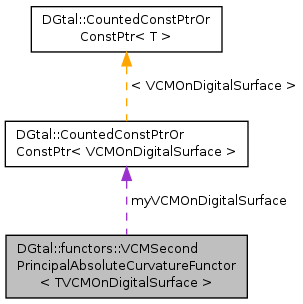 DGtal::CountedConstPtrOr
ConstPtr< T >
< VCMOnDigitalSurface >
DGtal::CountedConstPtrOr
ConstPtr< VCMOnDigitalSurface >
myVCMOnDigitalSurface
DGtal::functors::VCMSecond
PrincipalAbsoluteCurvatureFunctor
< TVCMOnDigitalSurface >